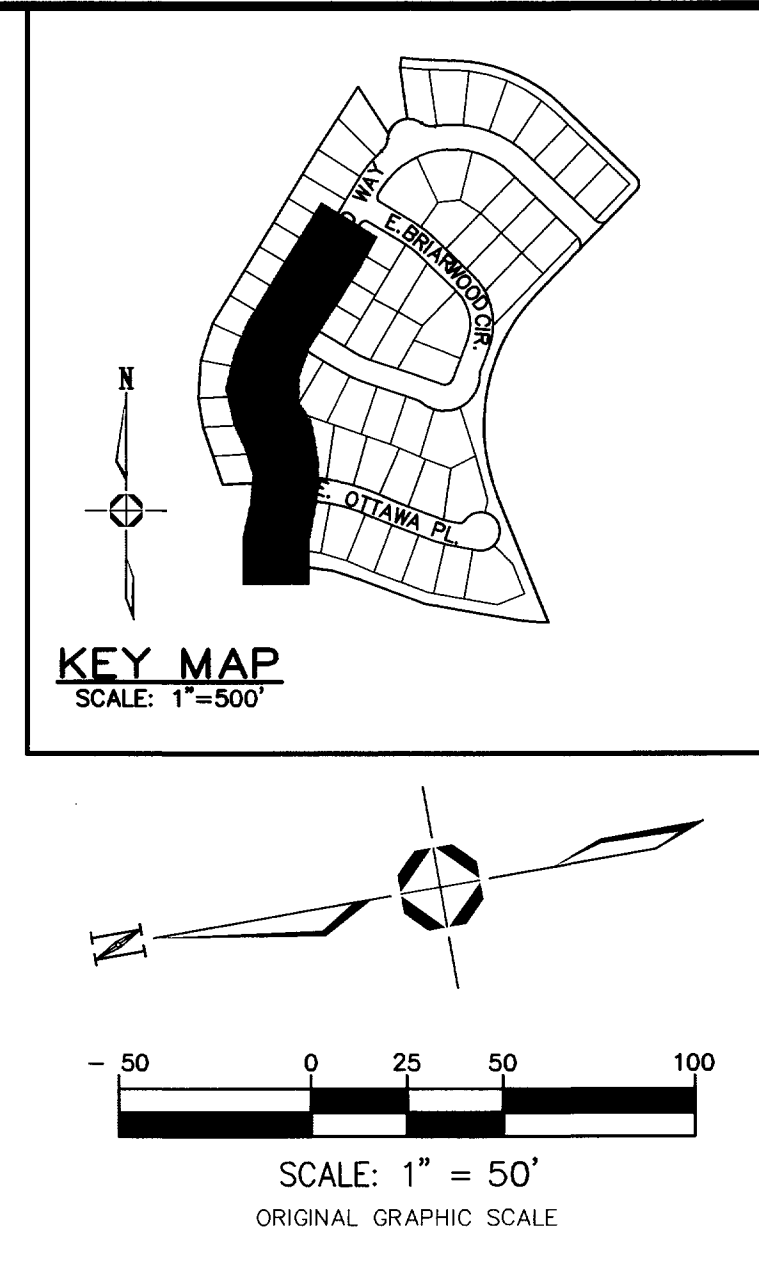 WAY
E. BRIARWOOD CIR.
N
E. OTTAWA PL.
KEY MAP
SCALE: 1"=500'
N
- 50 0 25 50 100
SCALE: 1" = 50'
ORIGINAL GRAPHIC SCALE